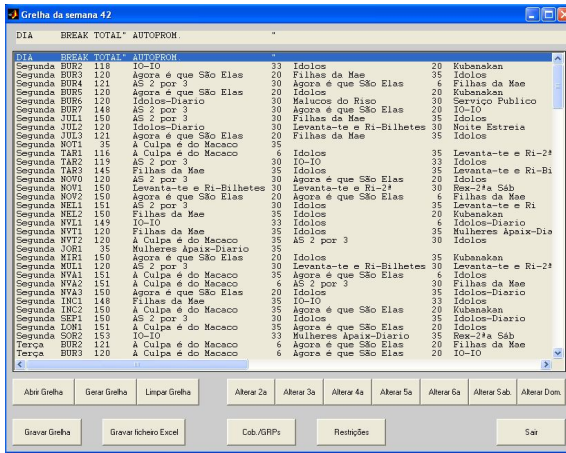 Grelha da semana 42
DIA BREAK TOTAL" AUTOPROM. "
DIA BREAK TOTAL" AUTOPROM. "
Segunda BUR2 118 IO-IO 33 Idolos 20 Kubanakan
Segunda BUR3 120 Agora é que São Elas 20 Filhas da Mae 35 Idolos
Segunda BUR4 121 AS 2 por 3 30 Agora é que São Elas 6 Filhas da Mae
Segunda BUR5 120 Agora é que São Elas 20 Idolos 20 Kubanakan
Segunda BUR6 120 Idolos-Diario 30 Malucos do Riso 30 Serviço Publico
Segunda BUR7 148 AS 2 por 3 30 Agora é que São Elas 20 IO-IO
Segunda JUL1 150 AS 2 por 3 30 Filhas da Mae 35 Idolos
Segunda JUL2 120 Idolos-Diario 30 Levanta-te e Ri-Bilhetes 30 Noite Estreia
Segunda JUL3 121 Agora é que São Elas 20 Filhas da Mae 35 Idolos
Segunda NOT1 35 A Culpa é do Macaco 35
Segunda TAR1 116 A Culpa é do Macaco 6 Idolos 35 Levanta-te e Ri-2ª
Segunda TAR2 119 AS 2 por 3 30 IO-IO 33 Idolos
Segunda TAR3 145 Filhas da Mae 35 Idolos 35 Levanta-te e Ri-Bi
Segunda NOV0 120 AS 2 por 3 30 Agora é que São Elas 20 Idolos
Segunda NOV1 150 Levanta-te e Ri-Bilhetes 30 Levanta-te e Ri-2ª 30 Rex-2ªa Sáb
Segunda NOV2 150 Agora é que São Elas 20 Agora é que São Elas 6 Filhas da Mae
Segunda NEL1 151 AS 2 por 3 30 Idolos 35 Levanta-te e Ri
Segunda NEL2 150 Filhas da Mae 35 Idolos 20 Kubanakan
Segunda NVL1 149 IO-IO 33 Idolos 6 Idolos-Diario
Segunda NVT1 120 Filhas da Mae 35 Idolos 35 Mulheres Apaix-Dia
Segunda NVT2 120 A Culpa é do Macaco 35 AS 2 por 3 30 Idolos
Segunda JOR1 35 Mulheres Apaix-Diario 35
Segunda MIR1 150 Agora é que São Elas 20 Idolos 35 Kubanakan
Segunda MUL1 120 AS 2 por 3 30 Levanta-te e Ri-Bilhetes 30 Levanta-te e Ri-2ª
Segunda NVA1 151 A Culpa é do Macaco 35 Agora é que São Elas 6 Idolos
Segunda NVA2 151 A Culpa é do Macaco 6 AS 2 por 3 30 Filhas da Mae
Segunda NVA3 150 Agora é que São Elas 20 Idolos 35 Idolos-Diario
Segunda INC1 148 Filhas da Mae 35 IO-IO 33 Idolos
Segunda INC2 150 A Culpa é do Macaco 35 Agora é que São Elas 20 Kubanakan
Segunda SEP1 150 AS 2 por 3 30 Idolos 20 Idolos-Diario
Segunda LON1 151 A Culpa é do Macaco 35 Agora é que São Elas 20 Idolos
Segunda SOR2 153 IO-IO 33 Mulheres Apaix-Diario 35 Rex-2ªa Sáb
Terça BUR2 121 A Culpa é do Macaco 6 Agora é que São Elas 20 Filhas da Mae
Terça BUR3 120 A Culpa é do Macaco 6 Agora é que São Elas 20 IO-IO
Abrir Grelha Gerar Grelha Limpar Grelha Alterar 2a Alterar 3a Alterar 4a Alterar 5a Alterar 6a Alterar Sab. Alterar Dom.
Gravar Grelha Gravar ficheiro Excel Cob./GRPs Restrições Sair